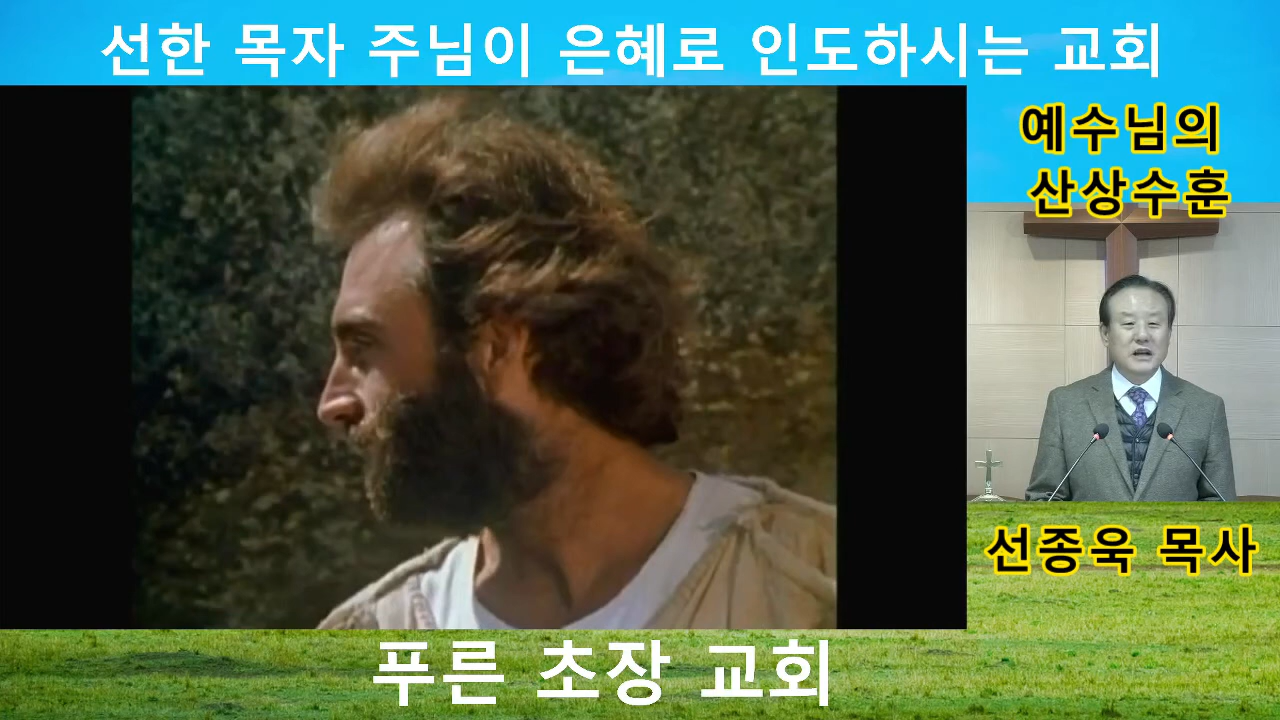 선한 목자 주님이 은혜로 인도하시는 교회
예수님의
산상수훈
선종욱 목사
푸른 초장 교회